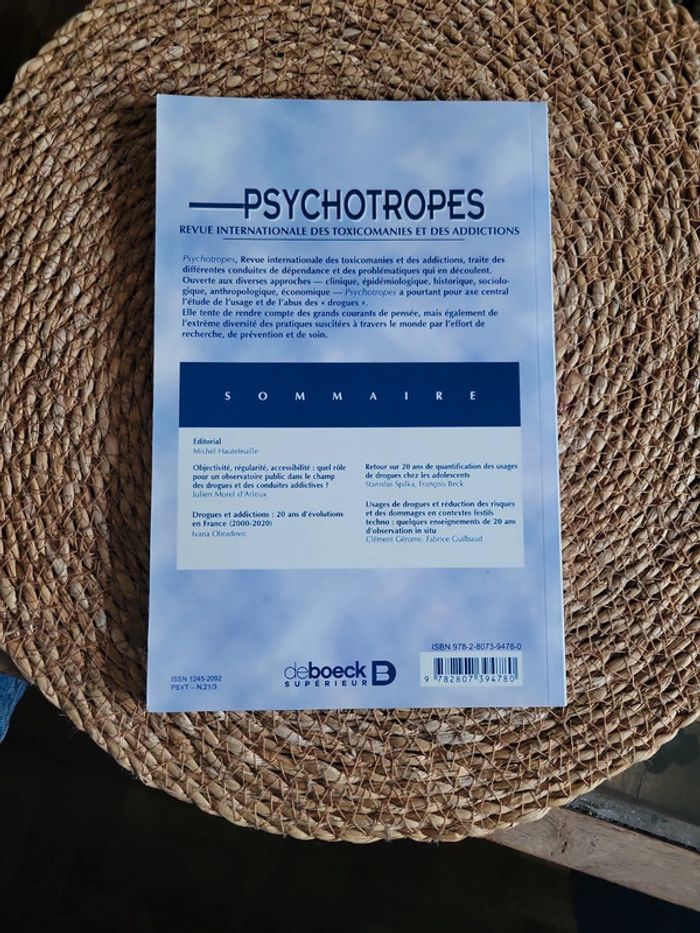 PSYCHOTROPES
REVUE INTERNATIONALE DES TOXICOMANIES ET DES ADDICTIONS
Psychotropes, Revue internationale des toxicomanies et des addictions, traite des
différentes conduites de dépendance et des problématiques qui en découlent.
Ouverte aux diverses approches — clinique, épidémiologique, historique, sociolo-
gique, anthropologique, économique — Psychotropes a pourtant pour axe central
l'étude de l'usage et de l'abus des « drogues ».
Elle tente de rendre compte des grands courants de pensée, mais également de
l'extrême diversité des pratiques suscitées à travers le monde par l'effort de
recherche, de prévention et de soin.
SOMMAIRE
Éditorial
Michel Hautefeuille
Objectivité, régularité, accessibilité : quel rôle
pour un observatoire public dans le champ
des drogues et des conduites addictives ?
Julien Morel d'Arleux
Drogues et addictions : 20 ans d'évolutions
en France (2000-2020)
Ivana Obradovic
Retour sur 20 ans de quantification des usages
de drogues chez les adolescents
Stanislas Spilka, François Beck
Usages de drogues et réduction des risques
et des dommages en contextes festifs
techno : quelques enseignements de 20 ans
d'observation in situ
Clément Gérome, Fabrice Guilbaud
ISSN 1245-2092
PSYT – N.21/3
deboeck B
SUPÉRIEUR
ISBN 978-2-8073-9478-0
9 782807 394780